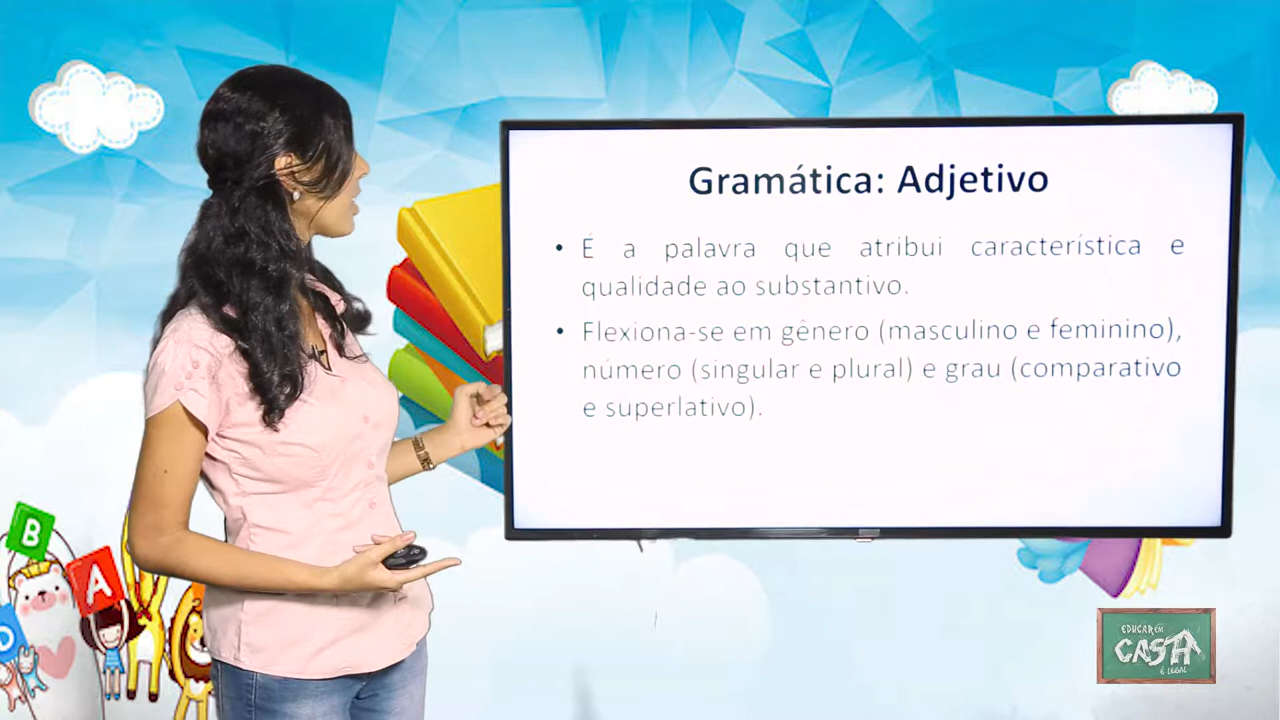 Gramática: Adjetivo
• É a palavra que atribui característica e
qualidade ao substantivo.
• Flexiona-se em gênero (masculino e feminino),
número (singular e plural) e grau (comparativo
e superlativo).
B
A
O
EDUCAR EM
CASA
É LEGAL